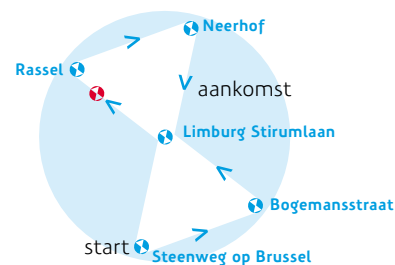 Neerhof
Rassel
aankomst
Limburg Stirumlaan
Bogemansstraat
start
Steenweg op Brussel